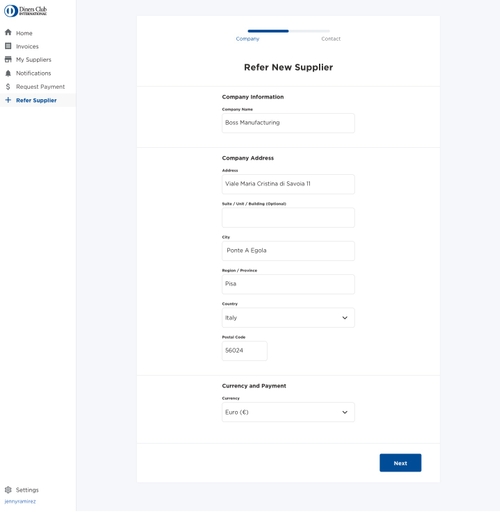 Diners Club
INTERNATIONAL
Home
Invoices
My Suppliers
Notifications
Request Payment
Refer Supplier
Settings
Company
Contact
Refer New Supplier
Company Information
Company Name
Boss Manufacturing
Company Address
Address
Viale Maria Cristina di Savoia 11
Suite / Unit / Building (Optional)
City
Ponte A Egola
Region / Province
Pisa
Country
Italy
Postal Code
56024
Currency and Payment
Currency
Euro (€)
Next